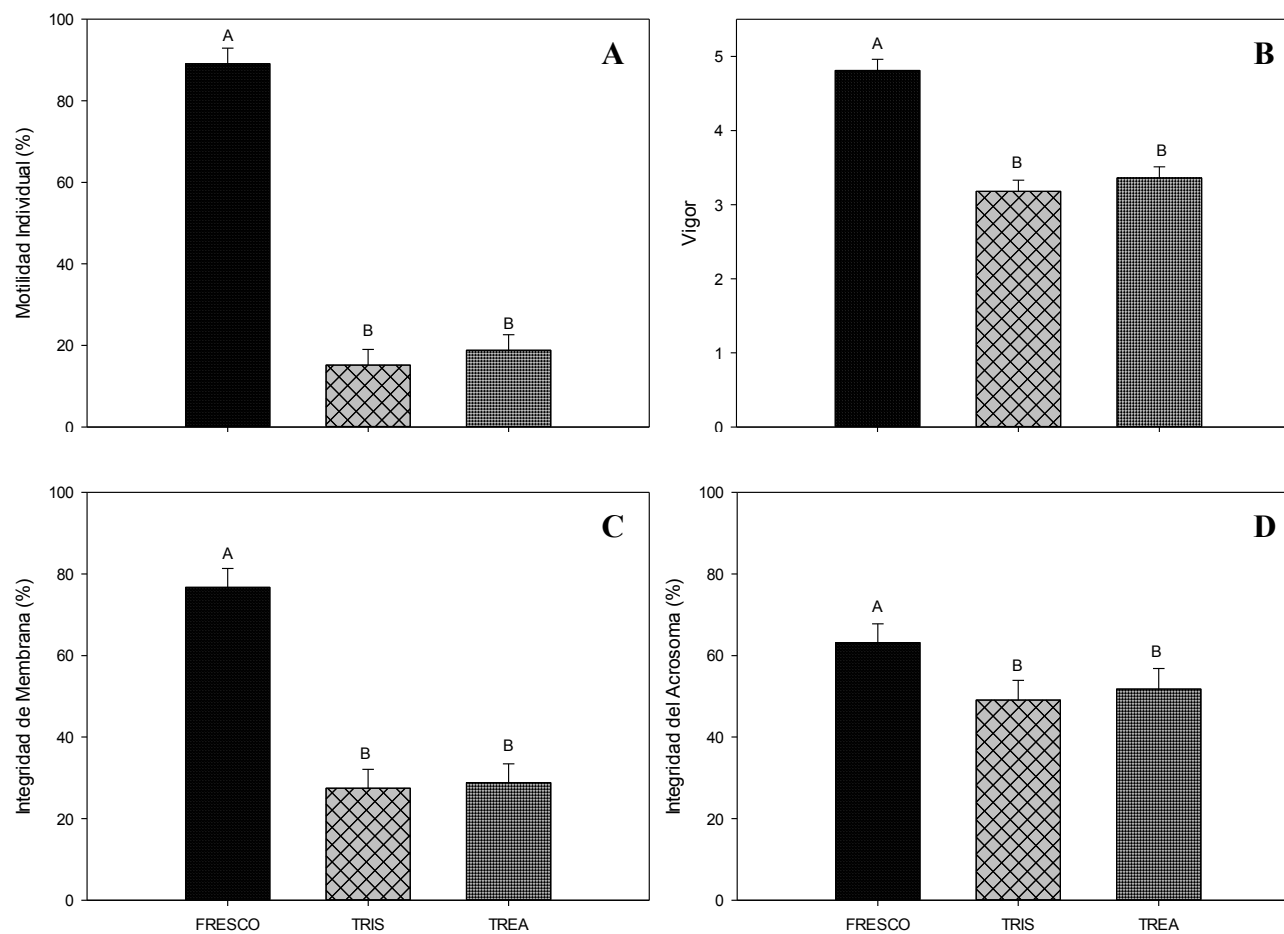 A
Motilidad Individual (%)
100
80
60
40
20
0
A
B
B
B
Vigor
5
4
3
2
1
0
A
B
B
C
Integridad de Membrana (%)
100
80
60
40
20
0
A
B
B
FRESCO TRIS TREA
D
Integridad del Acrosoma (%)
100
80
60
40
20
0
A
B
B
FRESCO TRIS TREA